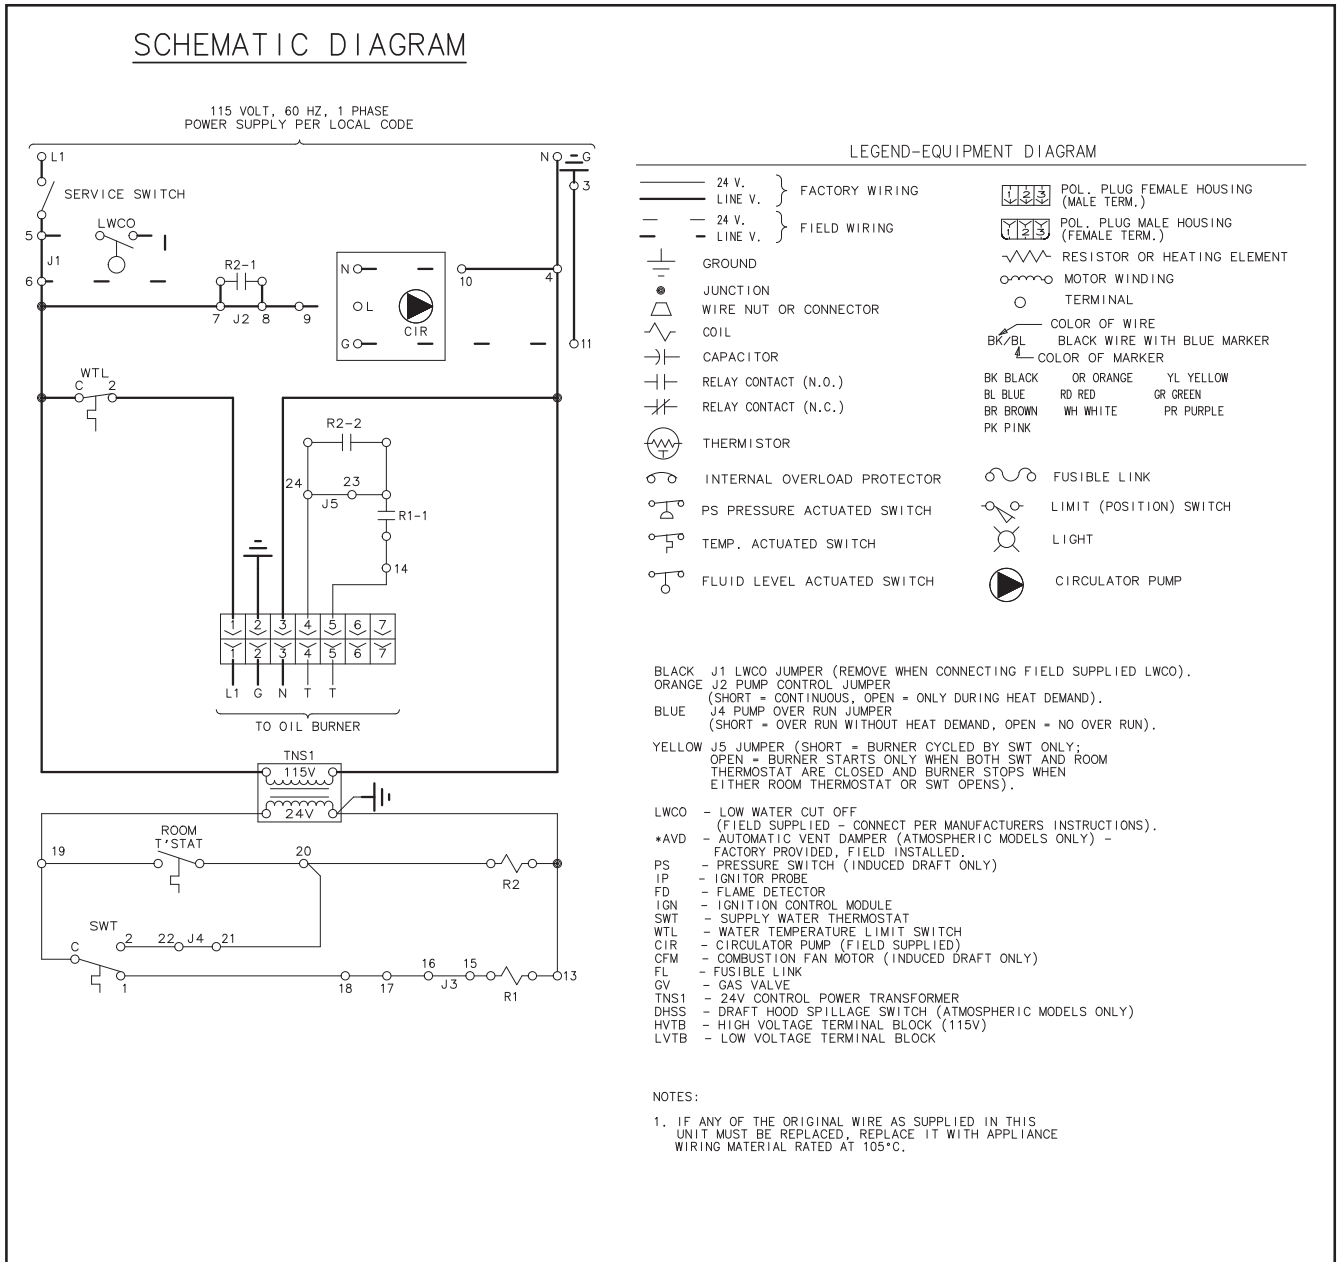 SCHEMATIC DIAGRAM
115 VOLT, 60 HZ, 1 PHASE
POWER SUPPLY PER LOCAL CODE
L1
N
G
3
SERVICE SWITCH
LWCO
5
J1
6
R2-1
7
J2
8
9
N
L
G
CIR
10
4
11
WTL
C
2
R2-2
24
23
J5
R1-1
14
1 2 3 4 5 6 7
1 2 3 4 5 6 7
L1 G N T T
TO OIL BURNER
TNS1
115V
24V
ROOM
T'STAT
19
20
R2
SWT
C
2
22
J4
21
1
18
17
16
J3
15
R1
13
LEGEND-EQUIPMENT DIAGRAM
24 V.
LINE V.
FACTORY WIRING
24 V.
LINE V.
FIELD WIRING
GROUND
JUNCTION
WIRE NUT OR CONNECTOR
COIL
CAPACITOR
RELAY CONTACT (N.O.)
RELAY CONTACT (N.C.)
T
THERMISTOR
INTERNAL OVERLOAD PROTECTOR
PS PRESSURE ACTUATED SWITCH
TEMP. ACTUATED SWITCH
FLUID LEVEL ACTUATED SWITCH
1 2 3
POL. PLUG FEMALE HOUSING
(MALE TERM.)
1 2 3
POL. PLUG MALE HOUSING
(FEMALE TERM.)
RESISTOR OR HEATING ELEMENT
MOTOR WINDING
TERMINAL
COLOR OF WIRE
BK/BL BLACK WIRE WITH BLUE MARKER
COLOR OF MARKER
BK BLACK OR ORANGE YL YELLOW
BL BLUE RD RED GR GREEN
BR BROWN WH WHITE PR PURPLE
PK PINK
FUSIBLE LINK
LIMIT (POSITION) SWITCH
LIGHT
CIRCULATOR PUMP
BLACK J1 LWCO JUMPER (REMOVE WHEN CONNECTING FIELD SUPPLIED LWCO).
ORANGE J2 PUMP CONTROL JUMPER
(SHORT = CONTINUOUS, OPEN = ONLY DURING HEAT DEMAND).
BLUE J4 PUMP OVER RUN JUMPER
(SHORT = OVER RUN WITHOUT HEAT DEMAND, OPEN = NO OVER RUN).
YELLOW J5 JUMPER (SHORT = BURNER CYCLED BY SWT ONLY;
OPEN = BURNER STARTS ONLY WHEN BOTH SWT AND ROOM
THERMOSTAT ARE CLOSED AND BURNER STOPS WHEN
EITHER ROOM THERMOSTAT OR SWT OPENS).
LWCO - LOW WATER CUT OFF
(FIELD SUPPLIED - CONNECT PER MANUFACTURERS INSTRUCTIONS).
*AVD - AUTOMATIC VENT DAMPER (ATMOSPHERIC MODELS ONLY) -
FACTORY PROVIDED, FIELD INSTALLED.
PS - PRESSURE SWITCH (INDUCED DRAFT ONLY)
IP - IGNITOR PROBE
FD - FLAME DETECTOR
IGN - IGNITION CONTROL MODULE
SWT - SUPPLY WATER THERMOSTAT
WTL - WATER TEMPERATURE LIMIT SWITCH
CIR - CIRCULATOR PUMP (FIELD SUPPLIED)
CFM - COMBUSTION FAN MOTOR (INDUCED DRAFT ONLY)
FL - FUSIBLE LINK
GV - GAS VALVE
TNS1 - 24V CONTROL POWER TRANSFORMER
DHSS - DRAFT HOOD SPILLAGE SWITCH (ATMOSPHERIC MODELS ONLY)
HVTB - HIGH VOLTAGE TERMINAL BLOCK (115V)
LVTB - LOW VOLTAGE TERMINAL BLOCK
NOTES:
1. IF ANY OF THE ORIGINAL WIRE AS SUPPLIED IN THIS
UNIT MUST BE REPLACED, REPLACE IT WITH APPLIANCE
WIRING MATERIAL RATED AT 105°C.